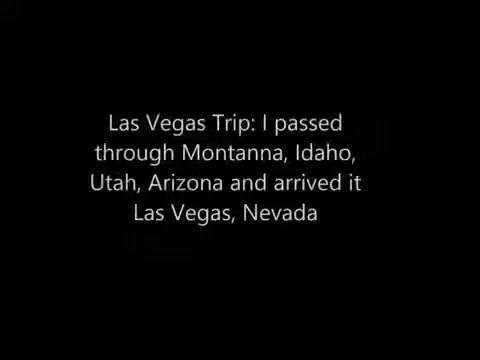 Las Vegas Trip: I passed
through Montanna, Idaho,
Utah, Arizona and arrived it
Las Vegas, Nevada